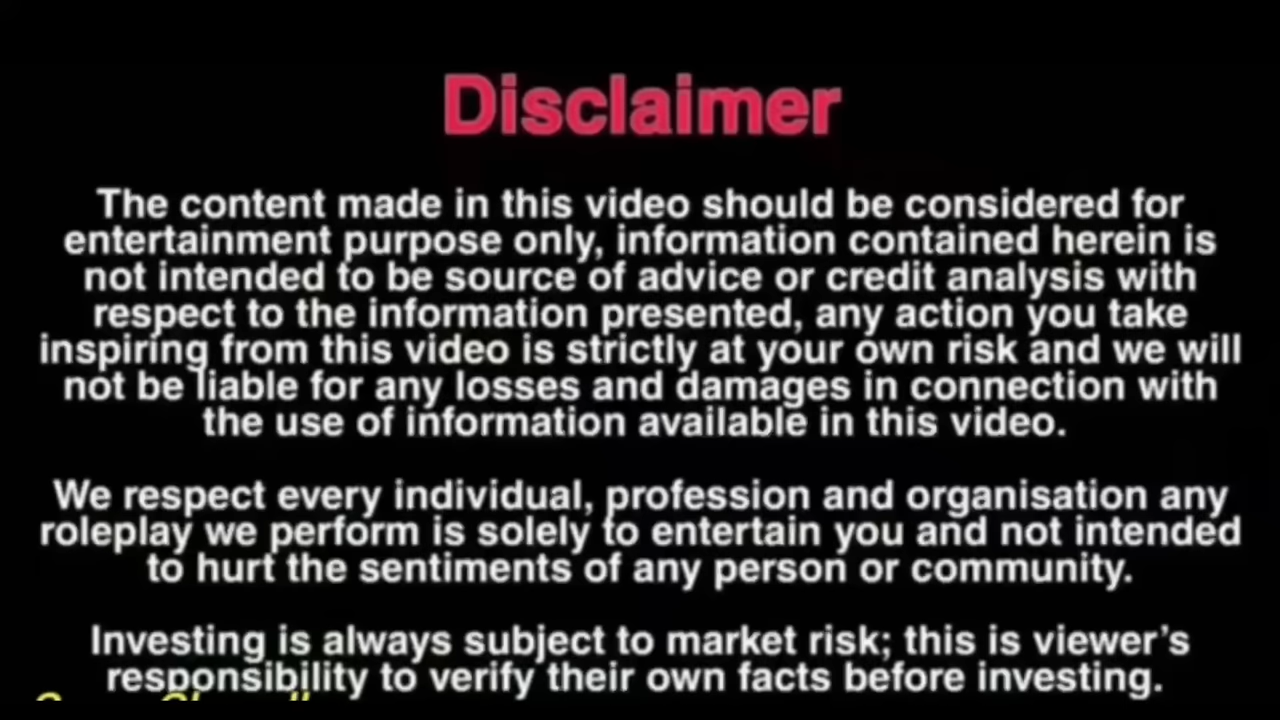 Disclaimer
The content made in this video should be considered for
entertainment purpose only, information contained herein is
not intended to be source of advice or credit analysis with
respect to the information presented, any action you take
inspiring from this video is strictly at your own risk and we will
not be liable for any losses and damages in connection with
the use of information available in this video.
We respect every individual, profession and organisation any
roleplay we perform is solely to entertain you and not intended
to hurt the sentiments of any person or community.
Investing is always subject to market risk; this is viewer's
responsibility to verify their own facts before investing.